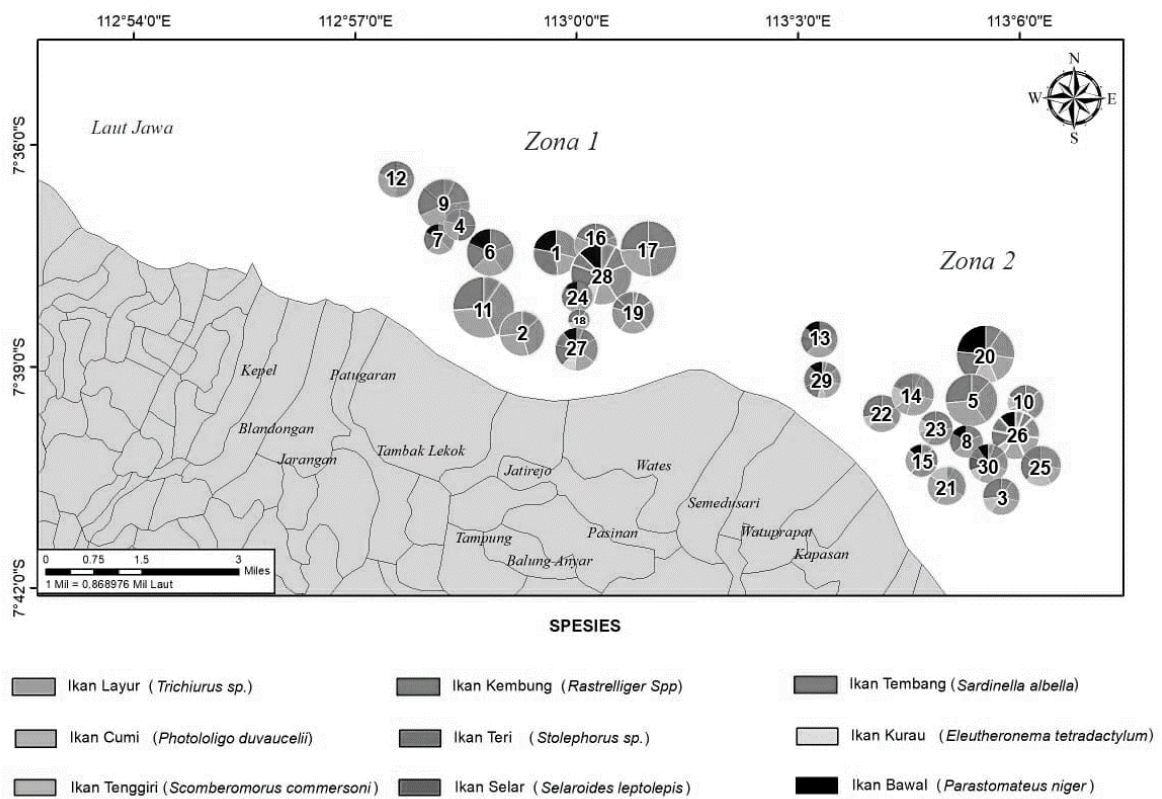 112°54'0"E 112°57'0"E 113°0'0"E 113°3'0"E 113°6'0"E
N
W E
S
Laut Jawa
Zona 1
7°36'0"S
12
9
4
7
6
1
16
17
28
24
11
18
19
2
27
Zona 2
13
20
7°39'0"S
29
14
5
10
22
23
8
26
15
30
25
21
3
Kepel
Patugaran
Blandongan
Jarangan
Tambak Lekok
Jatirejo
Wates
Semedusari
Tampung
Pasinan
Watuprapat
Balung Anyar
Kapasan
0 0.75 1.5 3
Miles
1 Mil = 0,868976 Mil Laut
7°42'0"S
SPESIES
Ikan Layur (Trichiurus sp.)
Ikan Kembung (Rastrelliger Spp)
Ikan Tembang (Sardinella albella)
Ikan Cumi (Photololigo duvaucelii)
Ikan Teri (Stolephorus sp.)
Ikan Kurau (Eleutheronema tetradactylum)
Ikan Tenggiri (Scomberomorus commersoni)
Ikan Selar (Selaroides leptolepis)
Ikan Bawal (Parastomateus niger)